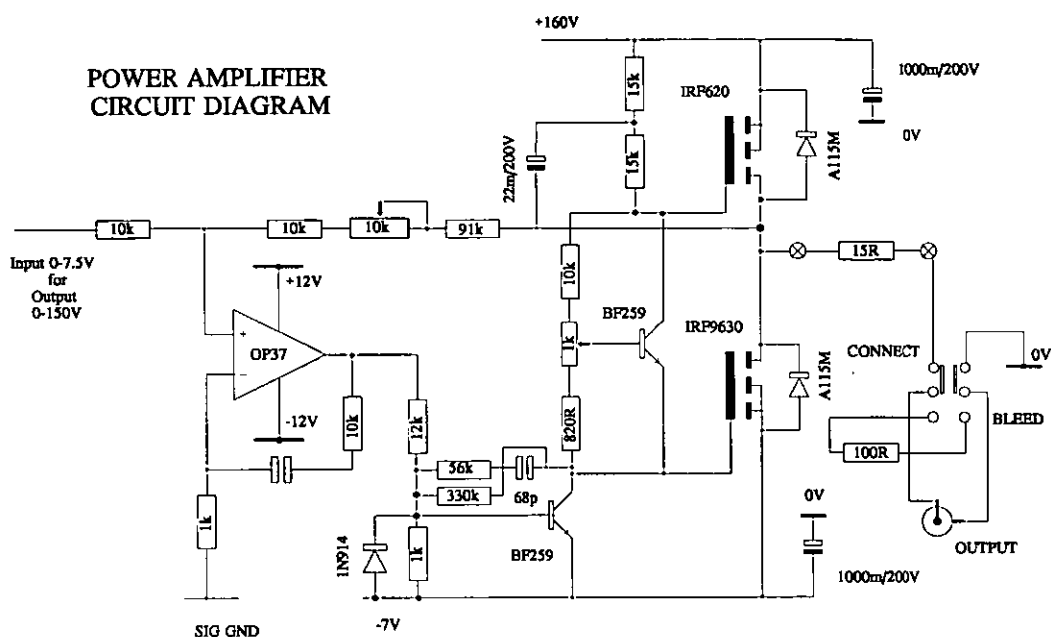 +160V
POWER AMPLIFIER
CIRCUIT DIAGRAM
1000m/200V
15k
IRF620
A115M
0V
22m/200V
15k
10k
10k
10k
91k
Input 0-7.5V
for
Output
0-150V
+12V
10k
15R
BF259
IRF9630
+
OP37
−
1k
CONNECT
0V
A115M
-12V
10k
12k
820R
BLEED
56k
100R
330k
68p
0V
1k
1N914
1k
BF259
OUTPUT
1000m/200V
-7V
SIG GND